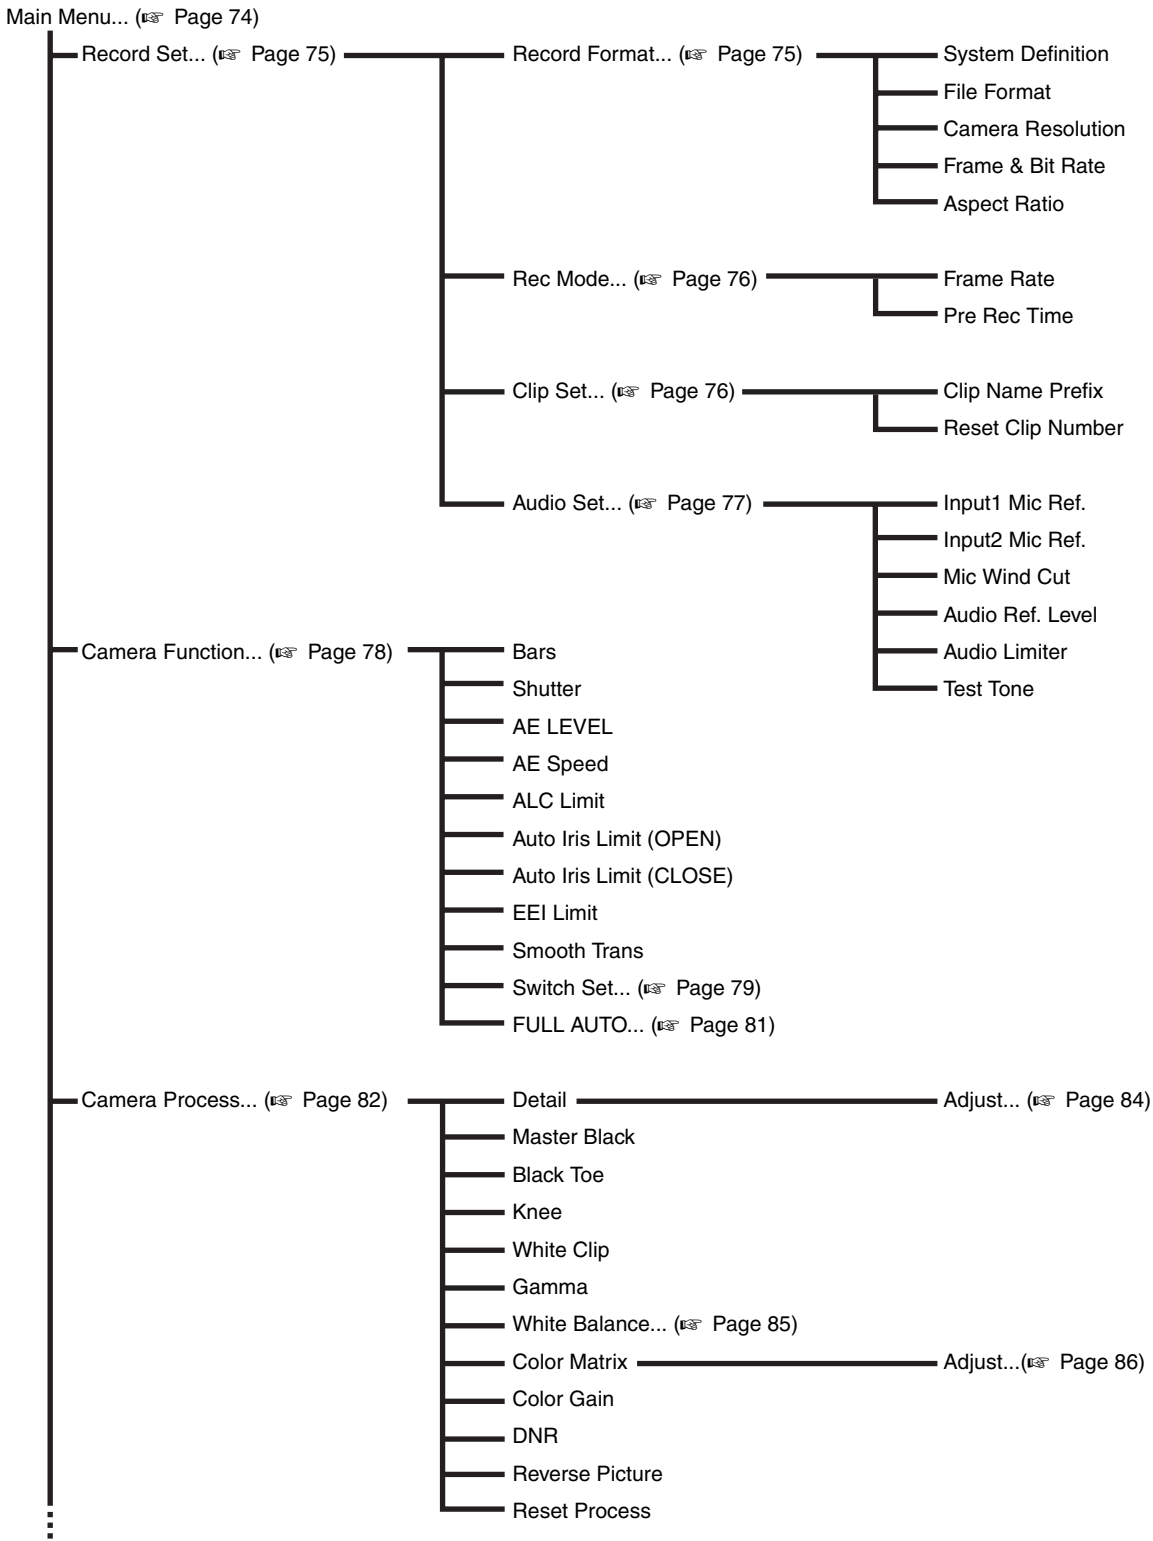 Main Menu... (☞ Page 74)
Record Set... (☞ Page 75)
Record Format... (☞ Page 75)
System Definition
File Format
Camera Resolution
Frame & Bit Rate
Aspect Ratio
Rec Mode... (☞ Page 76)
Frame Rate
Pre Rec Time
Clip Set... (☞ Page 76)
Clip Name Prefix
Reset Clip Number
Audio Set... (☞ Page 77)
Input1 Mic Ref.
Input2 Mic Ref.
Mic Wind Cut
Audio Ref. Level
Audio Limiter
Test Tone
Camera Function... (☞ Page 78)
Bars
Shutter
AE LEVEL
AE Speed
ALC Limit
Auto Iris Limit (OPEN)
Auto Iris Limit (CLOSE)
EEI Limit
Smooth Trans
Switch Set... (☞ Page 79)
FULL AUTO... (☞ Page 81)
Camera Process... (☞ Page 82)
Detail
Adjust... (☞ Page 84)
Master Black
Black Toe
Knee
White Clip
Gamma
White Balance... (☞ Page 85)
Color Matrix
Adjust...(☞ Page 86)
Color Gain
DNR
Reverse Picture
Reset Process